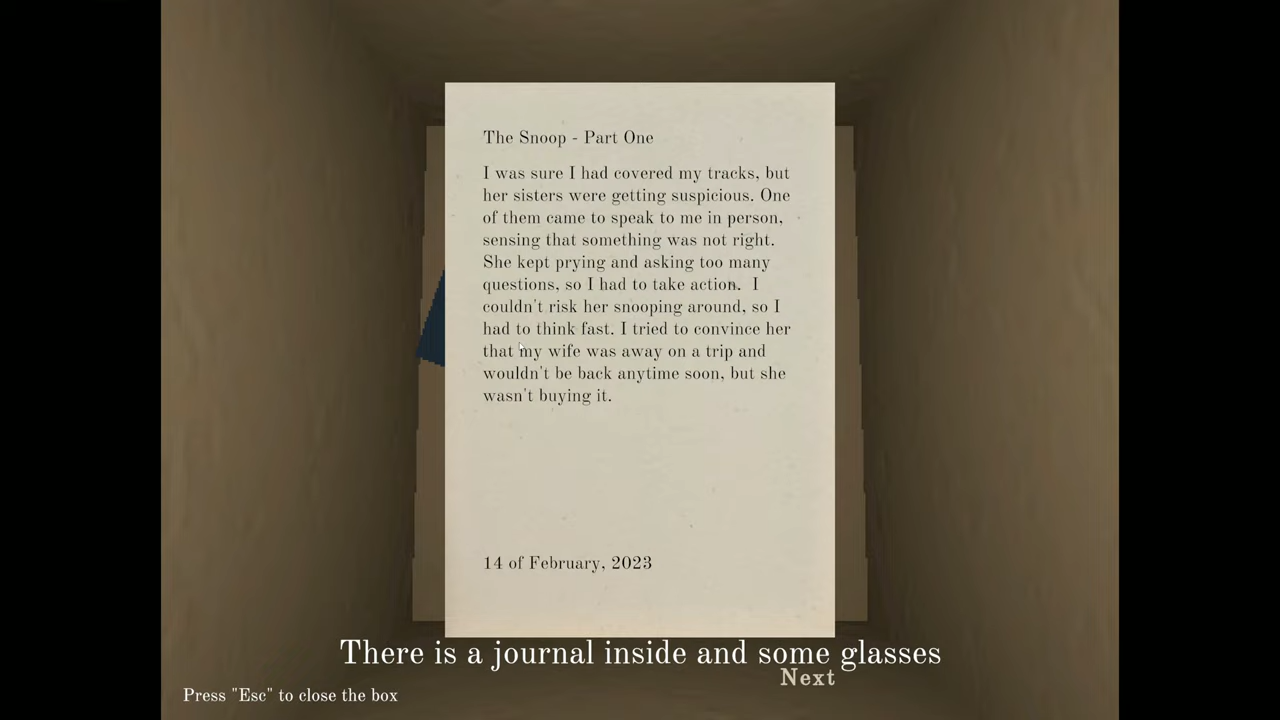 The Snoop - Part One
I was sure I had covered my tracks, but
her sisters were getting suspicious. One
of them came to speak to me in person,
sensing that something was not right.
She kept prying and asking too many
questions, so I had to take action.  I
couldn't risk her snooping around, so I
had to think fast. I tried to convince her
that my wife was away on a trip and
wouldn't be back anytime soon, but she
wasn't buying it.
14 of February, 2023
There is a journal inside and some glasses
Next
Press "Esc" to close the box